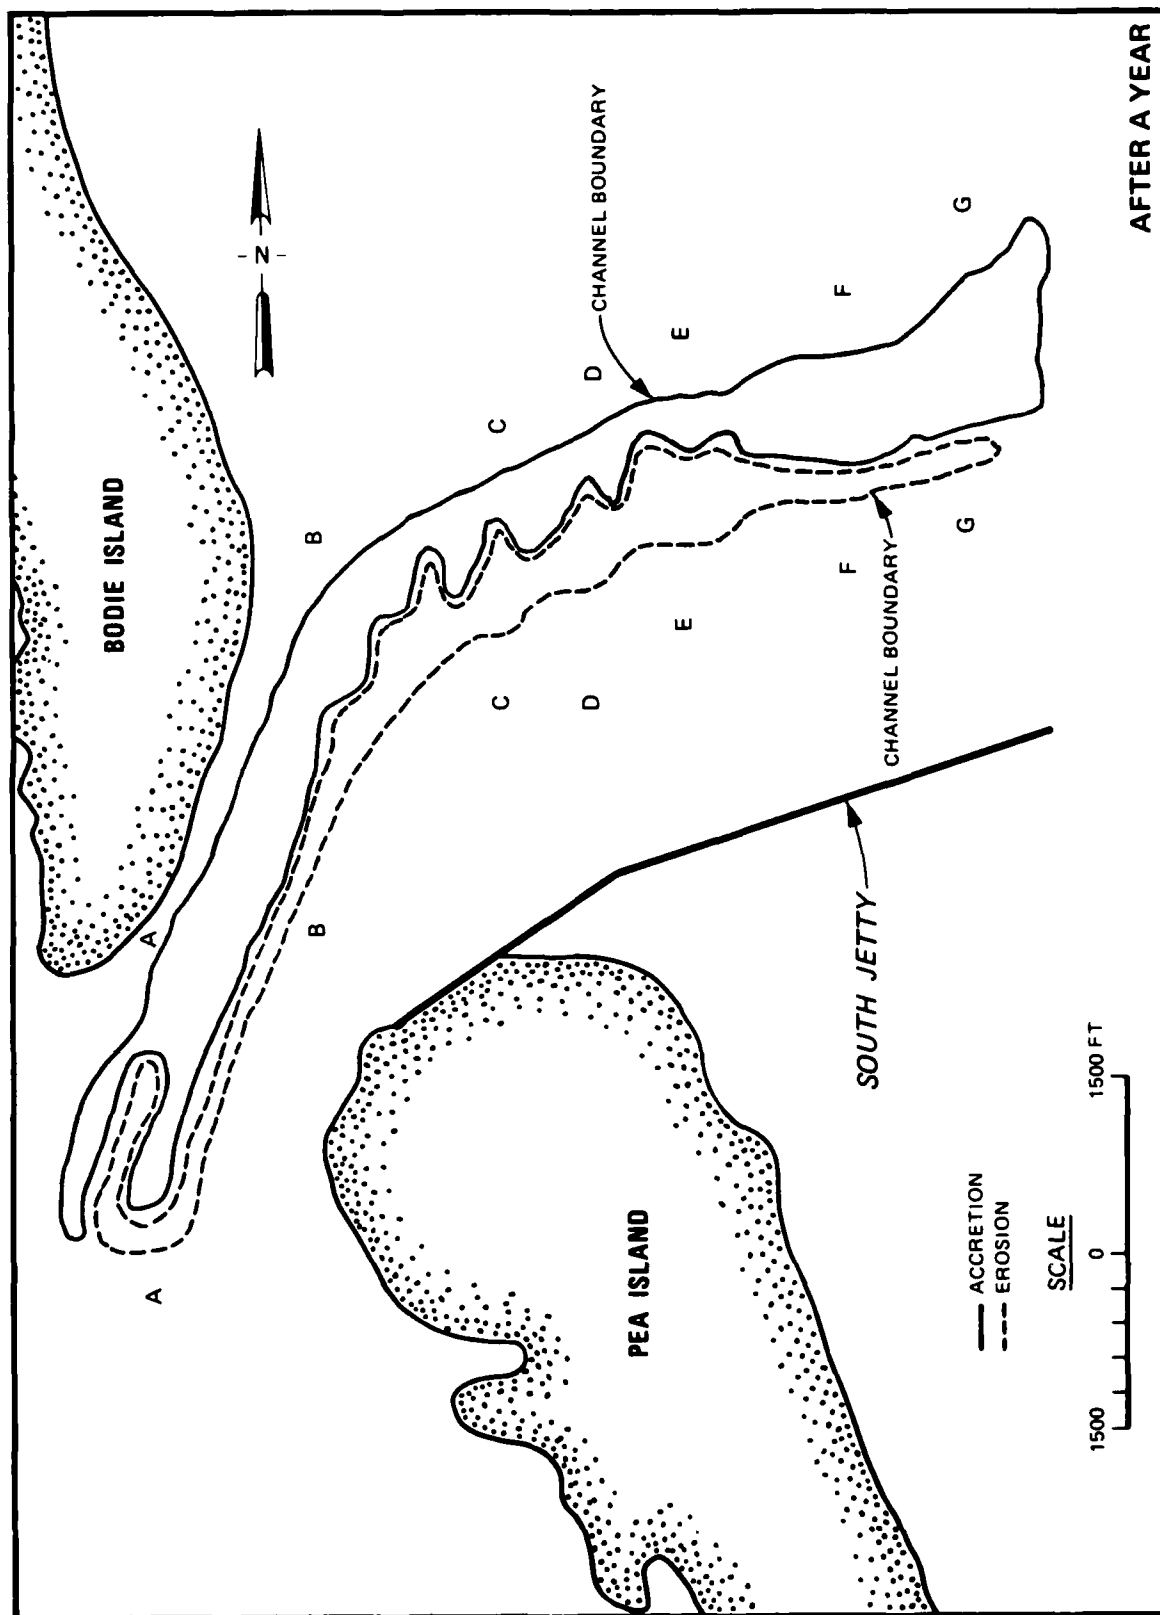 BODIE ISLAND
- N -
CHANNEL BOUNDARY
A
B
C
D
E
F
G
A
B
C
D
E
F
G
CHANNEL BOUNDARY
SOUTH JETTY
PEA ISLAND
ACCRETION
EROSION
SCALE
1500 0 1500 FT
AFTER A YEAR